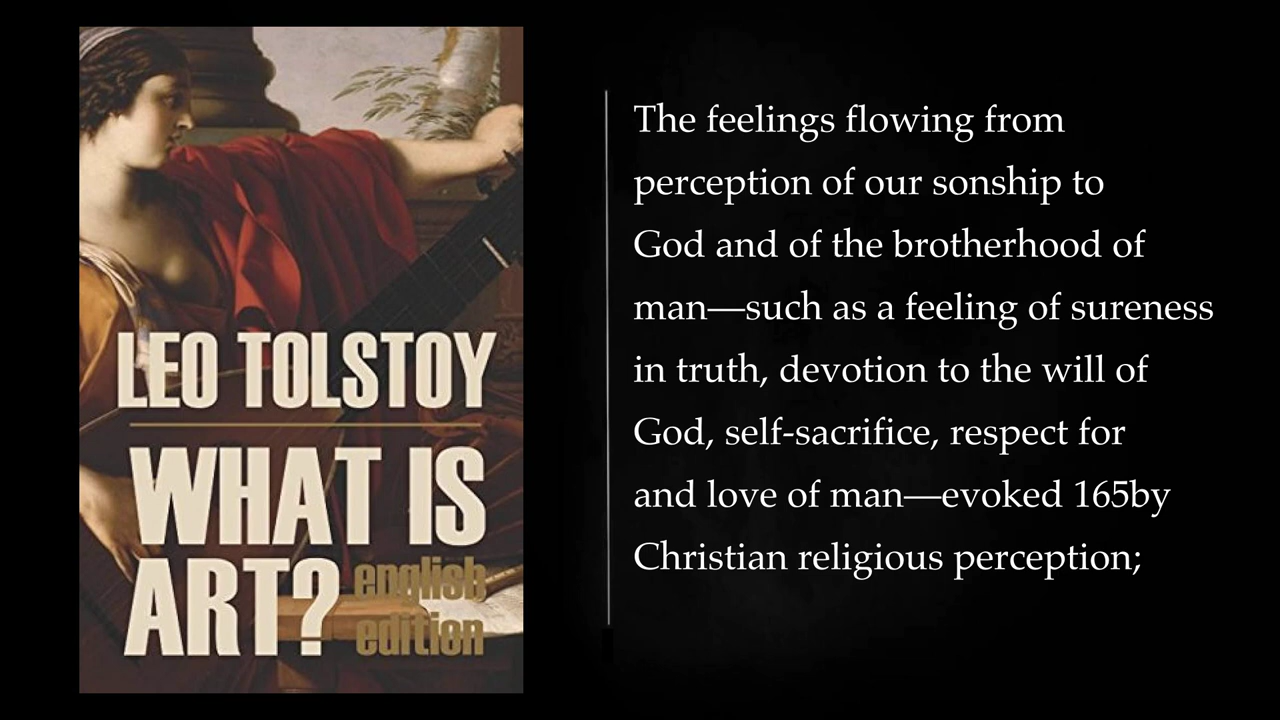 LEO TOLSTOY
WHAT IS
ART?
english
edition
The feelings flowing from
perception of our sonship to
God and of the brotherhood of
man—such as a feeling of sureness
in truth, devotion to the will of
God, self-sacrifice, respect for
and love of man—evoked 165by
Christian religious perception;